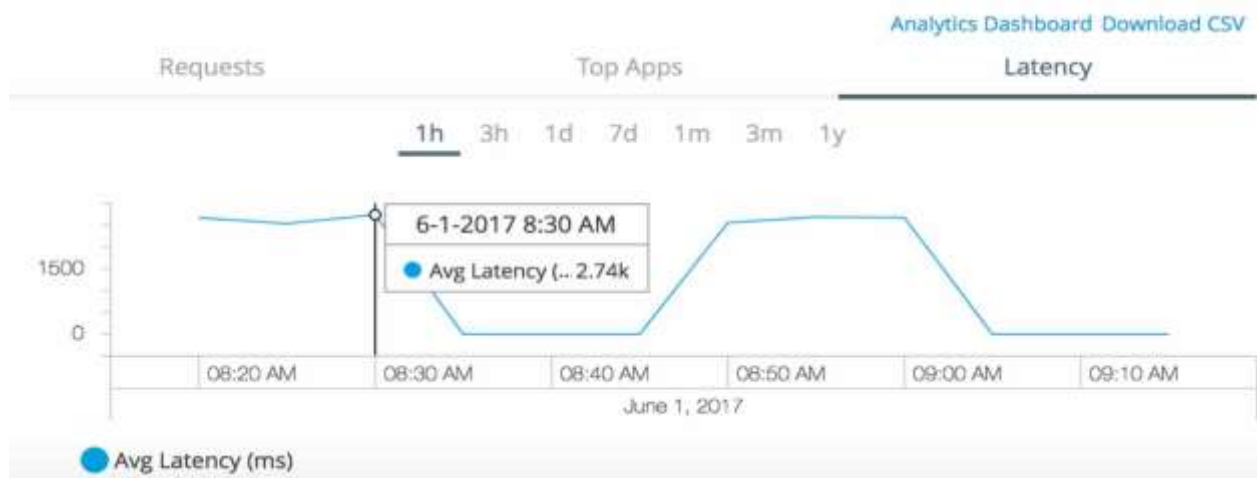 Analytics Dashboard Download CSV
Requests Top Apps Latency
1h 3h 1d 7d 1m 3m 1y
6-1-2017 8:30 AM
Avg Latency (.. 2.74k
1500
0
08:20 AM 08:30 AM 08:40 AM 08:50 AM 09:00 AM 09:10 AM
June 1, 2017
Avg Latency (ms)